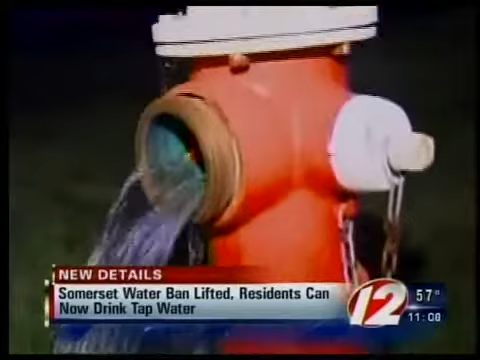 NEW DETAILS
Somerset Water Ban Lifted, Residents Can
Now Drink Tap Water
12
57°
11:08